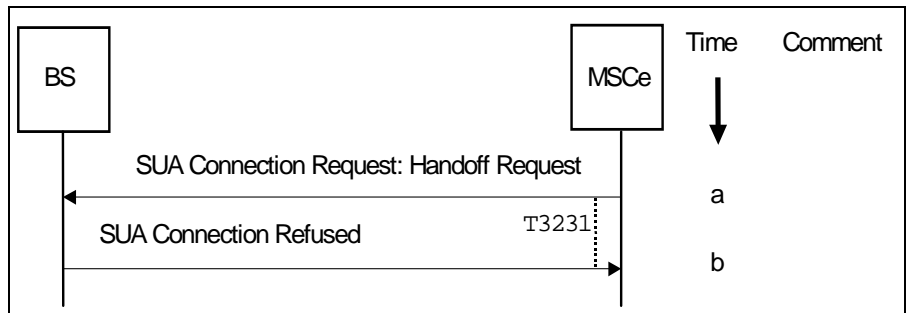 Time Comment
BS MSCe
SUA Connection Request: Handoff Request
a
SUA Connection Refused T3231
b